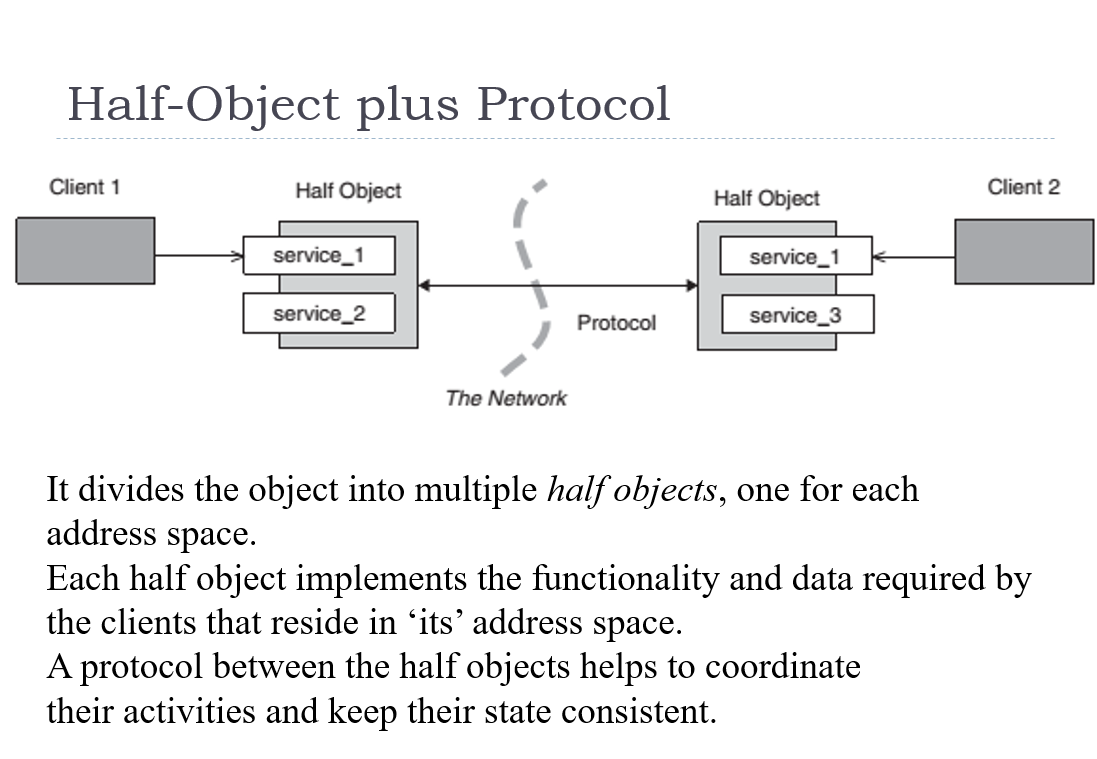 Half-Object plus Protocol
Client 1
Half Object
Half Object
Client 2
service_1
service_1
service_2
service_3
Protocol
The Network
It divides the object into multiple half objects, one for each
address space.
Each half object implements the functionality and data required by
the clients that reside in ‘its’ address space.
A protocol between the half objects helps to coordinate
their activities and keep their state consistent.